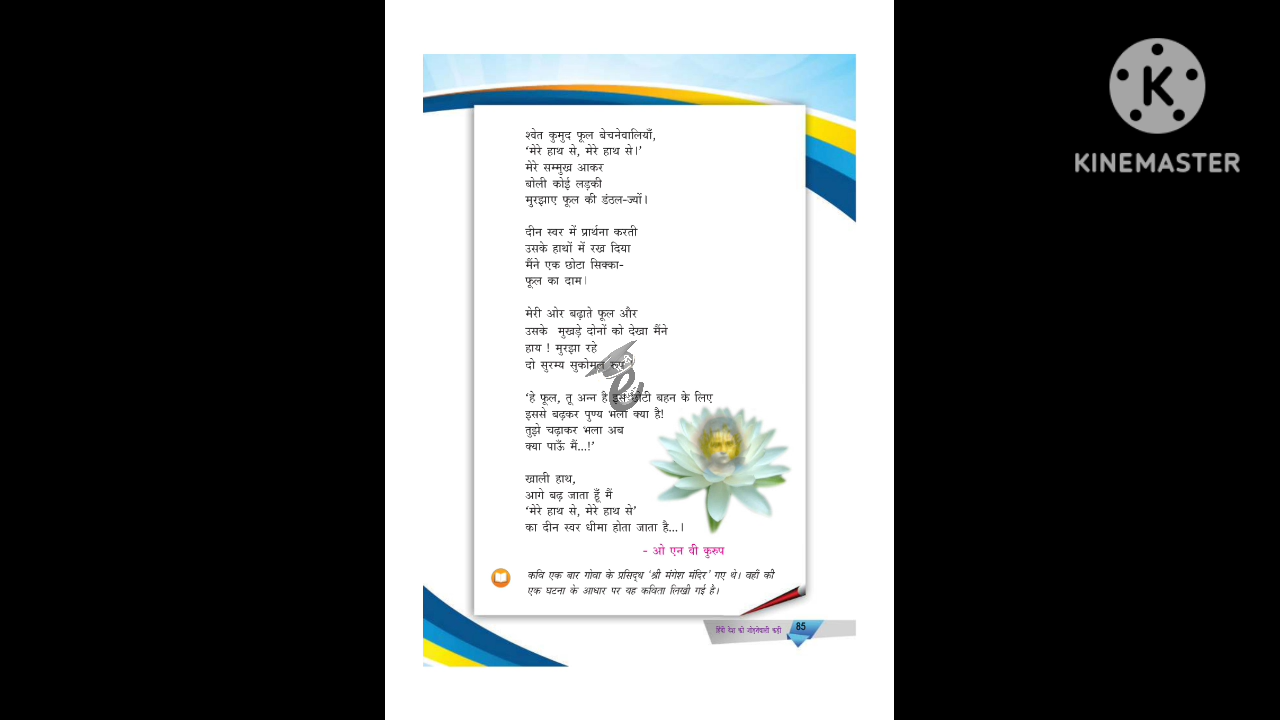 श्वेत कुमुद फूल बेचनेवालियाँ,
‘मेरे हाथ से, मेरे हाथ से।’
मेरे सम्मुख आकर
बोली कोई लड़की
मुरझाए फूल की डंठल-ज्यों।
दीन स्वर में प्रार्थना करती
उसके हाथों में रख दिया
मैंने एक छोटा सिक्का-
फूल का दाम।
मेरी ओर बढ़ाते फूल और
उसके मुखड़े दोनों को देखा मैंने
हाय ! मुरझा रहे
दो सुरम्य सुकोमल रूप
‘हे फूल, तू अन्न है इस छोटी बहन के लिए
इससे बढ़कर पुण्य भला क्या है!
तुझे चढ़ाकर भला अब
क्या पाऊँ मैं...!’
खाली हाथ,
आगे बढ़ जाता हूँ मैं
‘मेरे हाथ से, मेरे हाथ से’
का दीन स्वर धीमा होता जाता है...।
- ओ एन वी कुरुप
कवि एक बार गोवा के प्रसिद्ध ‘श्री मंगेश मंदिर’ गए थे। वहीं की
एक घटना के आधार पर यह कविता लिखी गई है।
हिंदी देश को जोड़नेवाली कड़ी 85
K
KINEMASTER